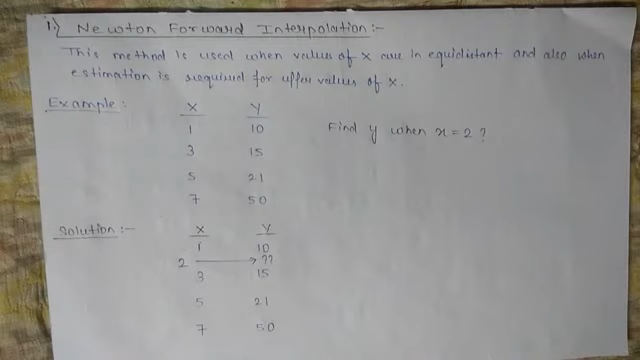 1.) Newton Forward Interpolation:-
This method is used when values of x are in equidistant and also when
estimation is required for upper values of x.
Example:
X Y
1 10
Find y when x=2?
3 15
5 21
7 50
Solution:-
X Y
1 10
2 → ??
3 15
5 21
7 50